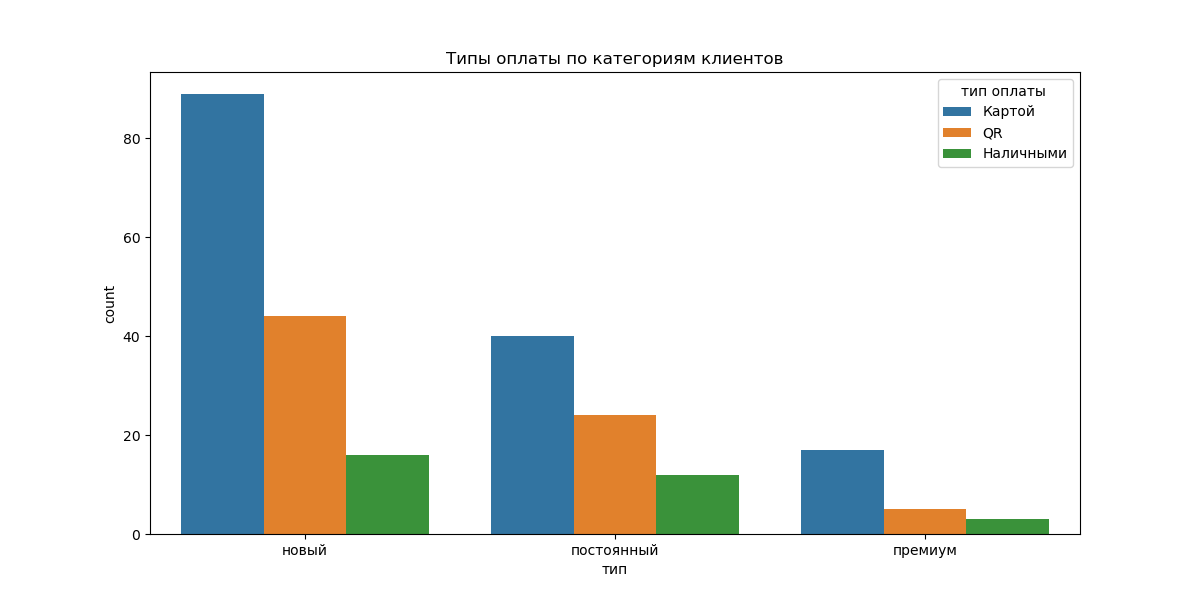 Типы оплаты по категориям клиентов
тип оплаты
Картой
QR
Наличными
80
60
40
20
0
count
новый
постоянный
премиум
тип